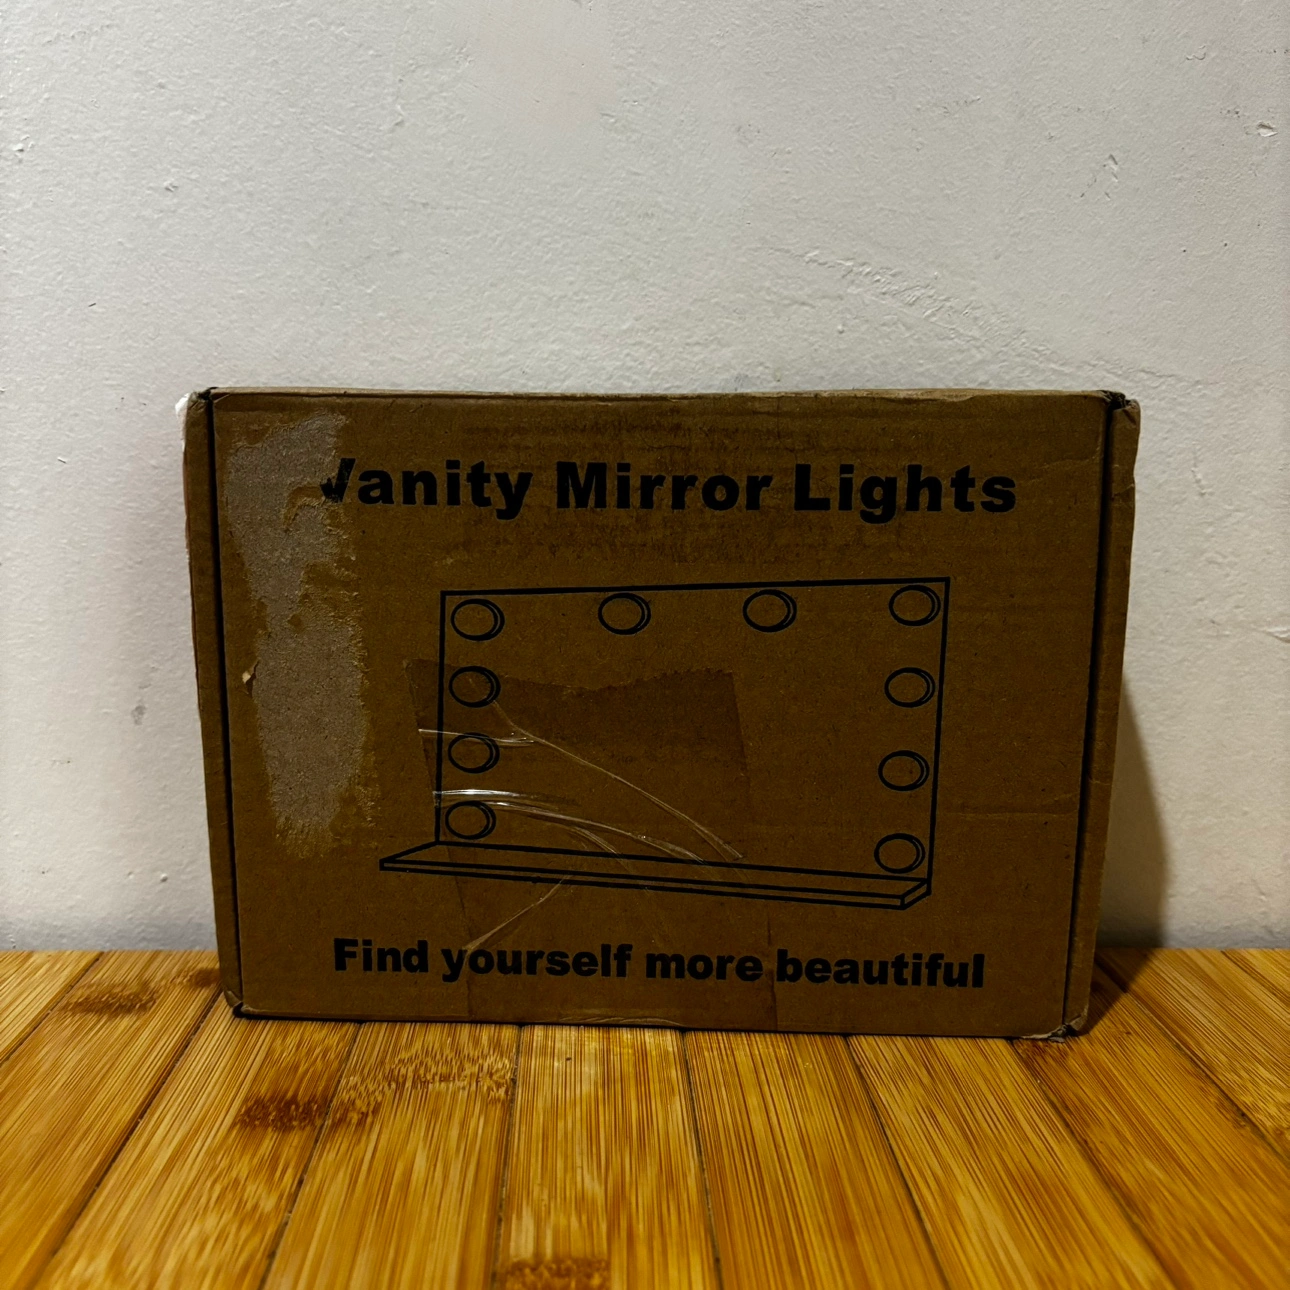 Vanity Mirror Lights
Find yourself more beautiful